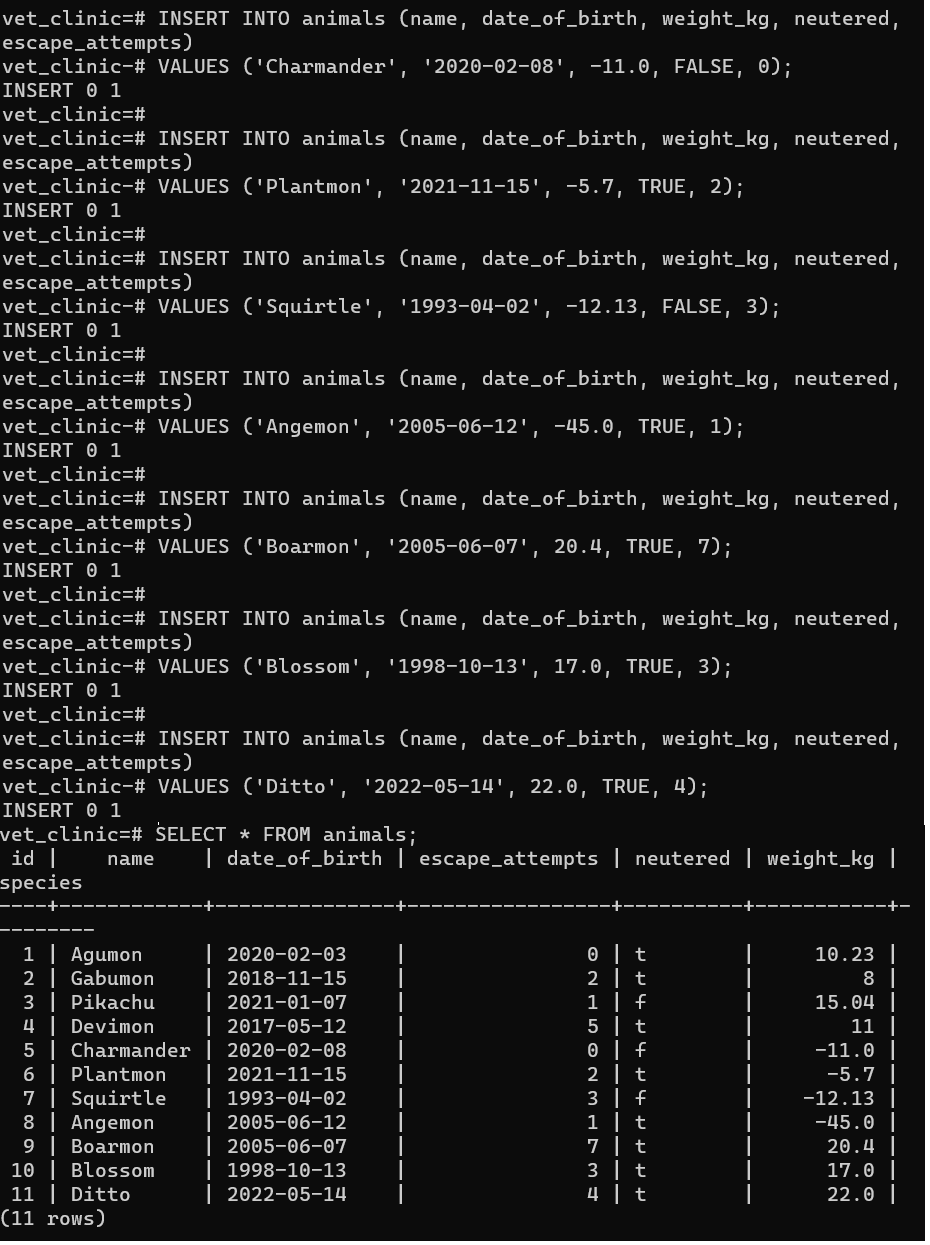 vet_clinic=# INSERT INTO animals (name, date_of_birth, weight_kg, neutered,
escape_attempts)
vet_clinic-# VALUES ('Charmander', '2020-02-08', -11.0, FALSE, 0);
INSERT 0 1
vet_clinic=#
vet_clinic=# INSERT INTO animals (name, date_of_birth, weight_kg, neutered,
escape_attempts)
vet_clinic-# VALUES ('Plantmon', '2021-11-15', -5.7, TRUE, 2);
INSERT 0 1
vet_clinic=#
vet_clinic=# INSERT INTO animals (name, date_of_birth, weight_kg, neutered,
escape_attempts)
vet_clinic-# VALUES ('Squirtle', '1993-04-02', -12.13, FALSE, 3);
INSERT 0 1
vet_clinic=#
vet_clinic=# INSERT INTO animals (name, date_of_birth, weight_kg, neutered,
escape_attempts)
vet_clinic-# VALUES ('Angemon', '2005-06-12', -45.0, TRUE, 1);
INSERT 0 1
vet_clinic=#
vet_clinic=# INSERT INTO animals (name, date_of_birth, weight_kg, neutered,
escape_attempts)
vet_clinic-# VALUES ('Boarmon', '2005-06-07', 20.4, TRUE, 7);
INSERT 0 1
vet_clinic=#
vet_clinic=# INSERT INTO animals (name, date_of_birth, weight_kg, neutered,
escape_attempts)
vet_clinic-# VALUES ('Blossom', '1998-10-13', 17.0, TRUE, 3);
INSERT 0 1
vet_clinic=#
vet_clinic=# INSERT INTO animals (name, date_of_birth, weight_kg, neutered,
escape_attempts)
vet_clinic-# VALUES ('Ditto', '2022-05-14', 22.0, TRUE, 4);
INSERT 0 1
vet_clinic=# SELECT * FROM animals;
 id |    name    | date_of_birth | escape_attempts | neutered | weight_kg |
species
----+------------+---------------+-----------------+----------+-----------+-
--------
  1 | Agumon     | 2020-02-03    |               0 | t        |     10.23 |
  2 | Gabumon    | 2018-11-15    |               2 | t        |         8 |
  3 | Pikachu    | 2021-01-07    |               1 | f        |     15.04 |
  4 | Devimon    | 2017-05-12    |               5 | t        |        11 |
  5 | Charmander | 2020-02-08    |               0 | f        |     -11.0 |
  6 | Plantmon   | 2021-11-15    |               2 | t        |      -5.7 |
  7 | Squirtle   | 1993-04-02    |               3 | f        |    -12.13 |
  8 | Angemon    | 2005-06-12    |               1 | t        |     -45.0 |
  9 | Boarmon    | 2005-06-07    |               7 | t        |      20.4 |
 10 | Blossom    | 1998-10-13    |               3 | t        |      17.0 |
 11 | Ditto      | 2022-05-14    |               4 | t        |      22.0 |
(11 rows)